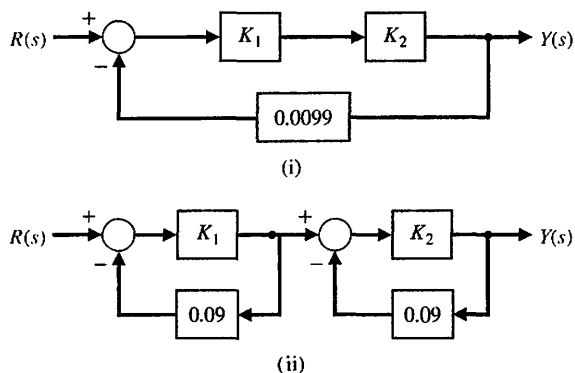 R(s) + K₁ K₂ Y(s)
−
0.0099
(i)
R(s) + K₁ + K₂ Y(s)
− −
0.09 0.09
(ii)